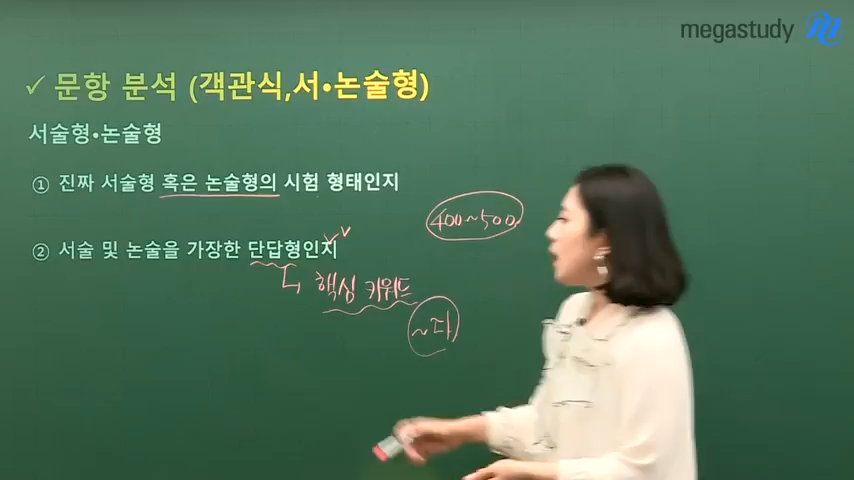 megastudy
✓ 문항 분석 (객관식,서•논술형)
서술형•논술형
① 진짜 서술형 혹은 논술형의 시험 형태인지
400~500
② 서술 및 논술을 가장한 단답형인지
핵심 키워드
~다